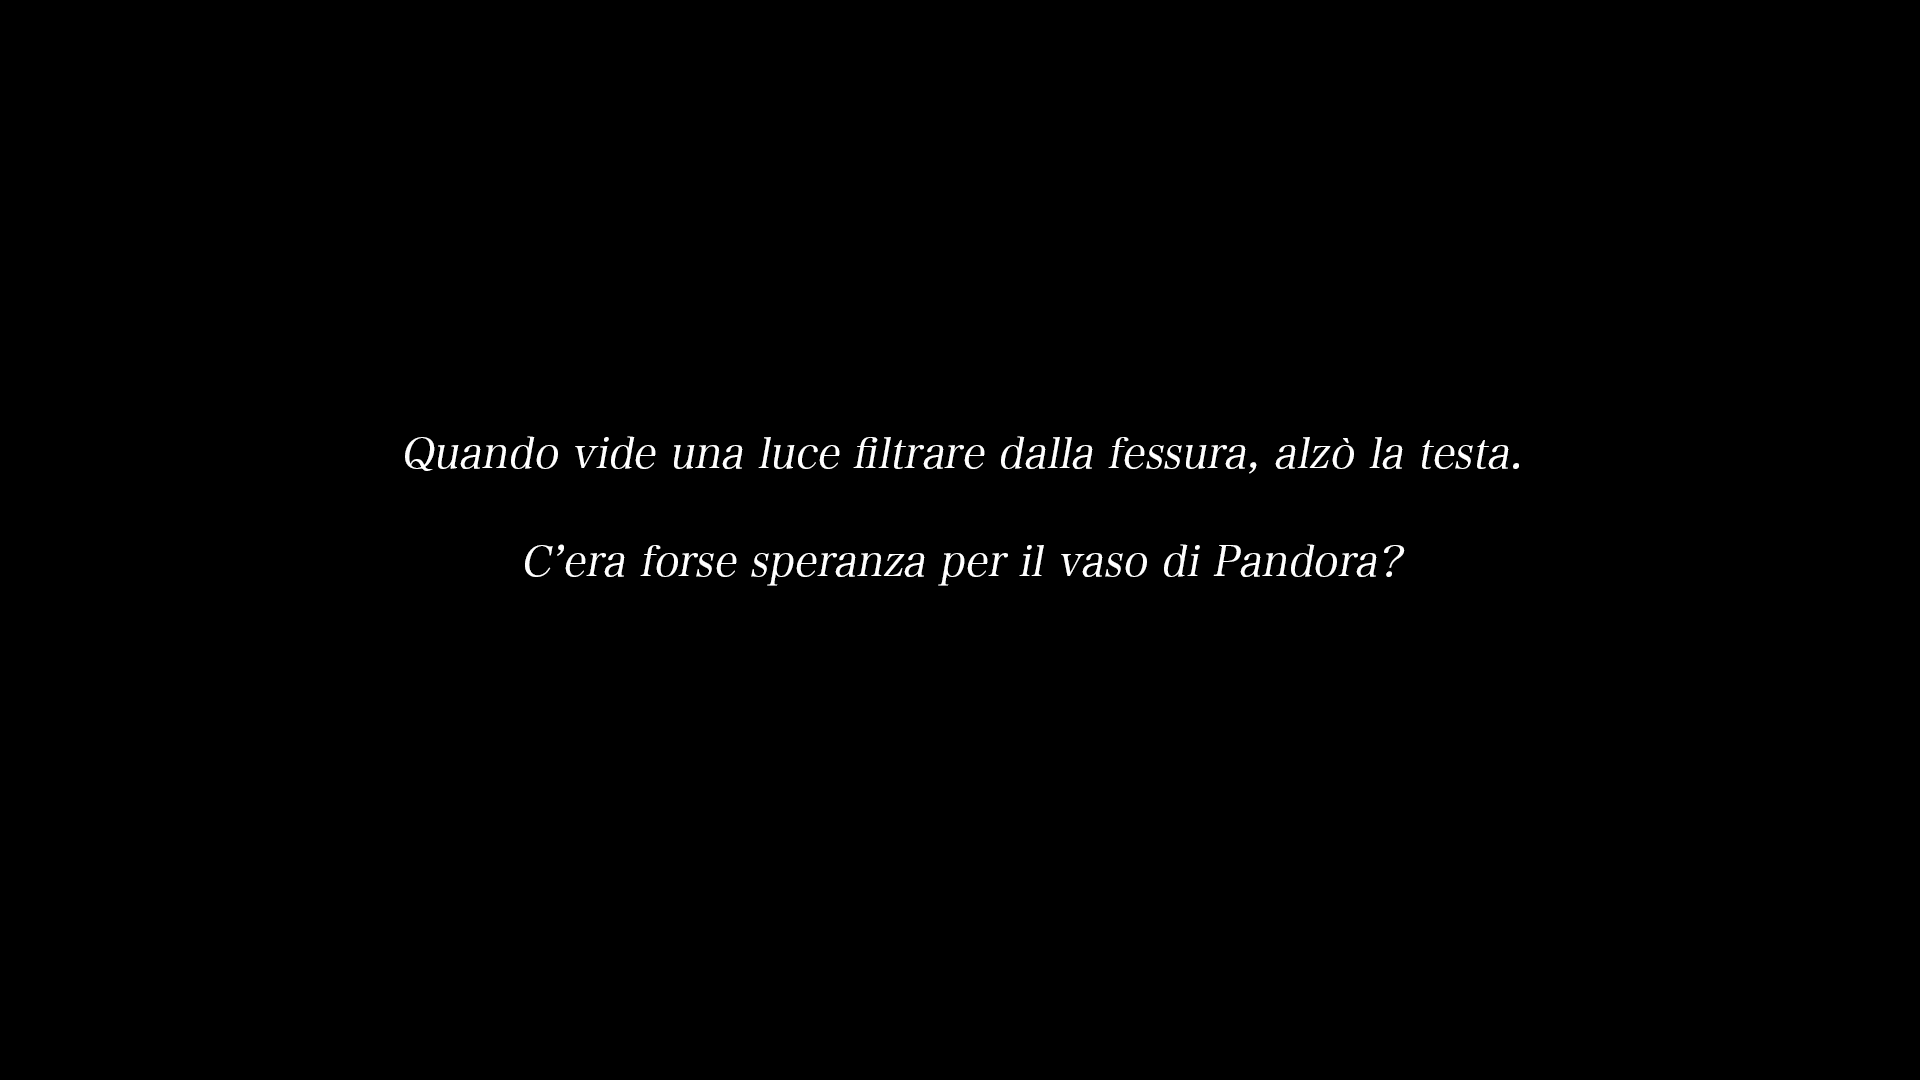 Quando vide una luce filtrare dalla fessura, alzò la testa.
C’era forse speranza per il vaso di Pandora?